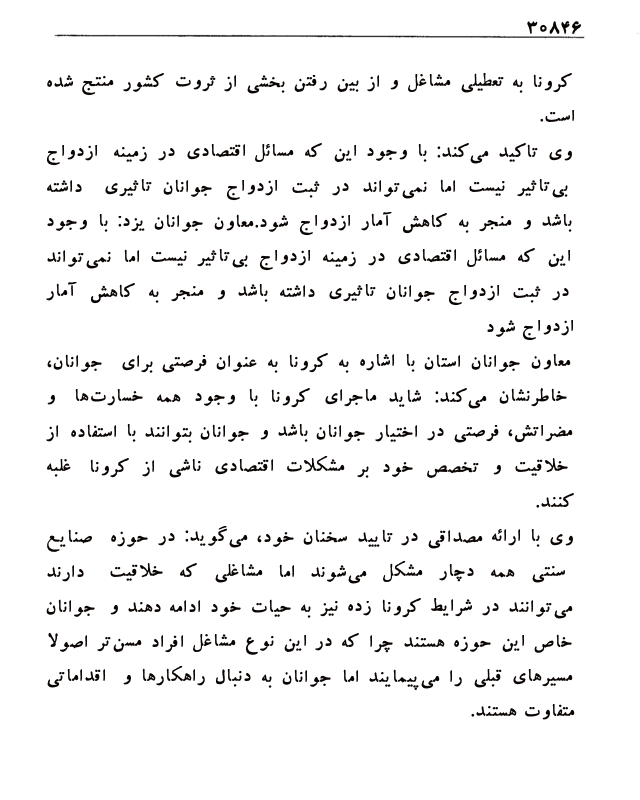 ۳۰۸۴۶
کرونا به تعطیلی مشاغل و از بین رفتن بخشی از ثروت کشور منتج شده
است.
وی تاکید می‌کند: با وجود این که مسائل اقتصادی در زمینه ازدواج
بی‌تاثیر نیست اما نمی‌تواند در ثبت ازدواج جوانان تاثیری داشته
باشد و منجر به کاهش آمار ازدواج شود.معاون جوانان یزد: با وجود
این که مسائل اقتصادی در زمینه ازدواج بی‌تاثیر نیست اما نمی‌تواند
در ثبت ازدواج جوانان تاثیری داشته باشد و منجر به کاهش آمار
ازدواج شود
معاون جوانان استان با اشاره به کرونا به عنوان فرصتی برای جوانان،
خاطرنشان می‌کند: شاید ماجرای کرونا با وجود همه خسارت‌ها و
مضراتش، فرصتی در اختیار جوانان باشد و جوانان بتوانند با استفاده از
خلاقیت و تخصص خود بر مشکلات اقتصادی ناشی از کرونا غلبه
کنند.
وی با ارائه مصداقی در تایید سخنان خود، می‌گوید: در حوزه صنایع
سنتی همه دچار مشکل می‌شوند اما مشاغلی که خلاقیت دارند
می‌توانند در شرایط کرونا زده نیز به حیات خود ادامه دهند و جوانان
خاص این حوزه هستند چرا که در این نوع مشاغل افراد مسن‌تر اصولا
مسیرهای قبلی را می‌پیمایند اما جوانان به دنبال راهکارها و اقداماتی
متفاوت هستند.